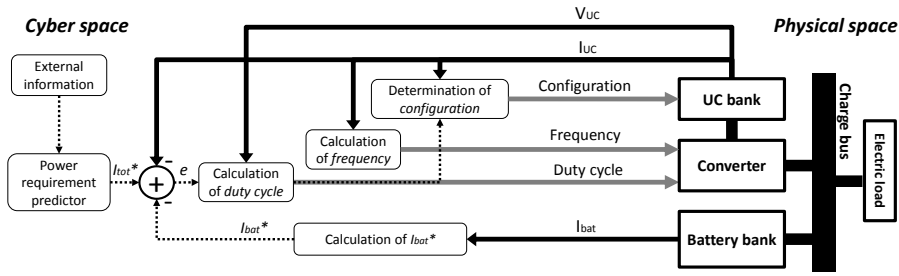 Cyber space
Physical space
VUC
IUC
External
information
Determination of
configuration
Configuration
UC bank
Calculation
of frequency
Frequency
Power
requirement
predictor
Itot*
-
+
-
e
Calculation
of duty cycle
Duty cycle
Converter
Charge bus
Electric load
Ibat*
Calculation of Ibat*
Ibat
Battery bank